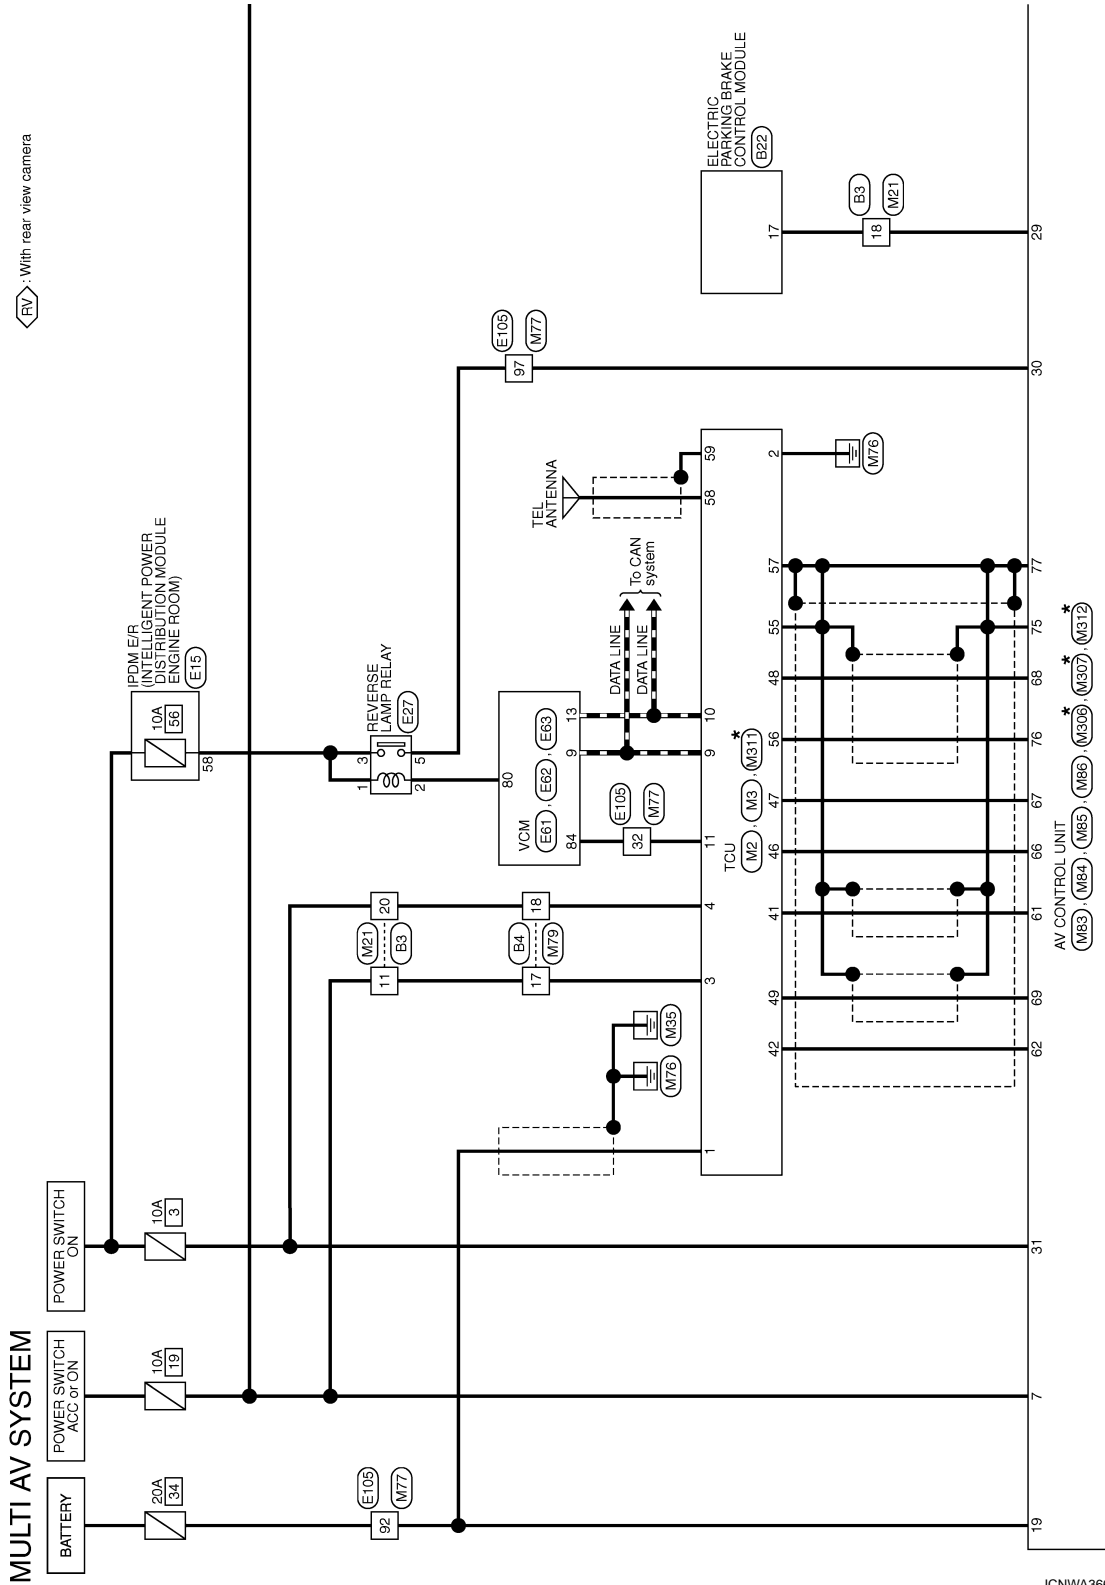 MULTI AV SYSTEM
RV : With rear view camera
BATTERY
POWER SWITCH
ACC or ON
POWER SWITCH
ON
20A
34
10A
19
10A
3
IPDM E/R
(INTELLIGENT POWER
DISTRIBUTION MODULE
ENGINE ROOM)
E15
10A
56
58
REVERSE
LAMP RELAY
E27
1
3
2
5
E105
92
M77
M21
11
20
B3
B4
17
18
M79
VCM
E61 , E62 , E63
80
84
9
13
E105
32
M77
DATA LINE
DATA LINE
To CAN
system
TEL
ANTENNA
E105
97
M77
M76
M35
ELECTRIC
PARKING BRAKE
CONTROL MODULE
B22
17
B3
18
M21
1
3
4
11
9
10
58
59
TCU
M2 , M3 , M311
*
42
49
41
46
47
56
48
55
57
2
M76
19
7
31
62
69
61
66
67
76
68
75
77
30
29
AV CONTROL UNIT
M83 , M84 , M85 , M86 , M306 , M307 , M312
* * *